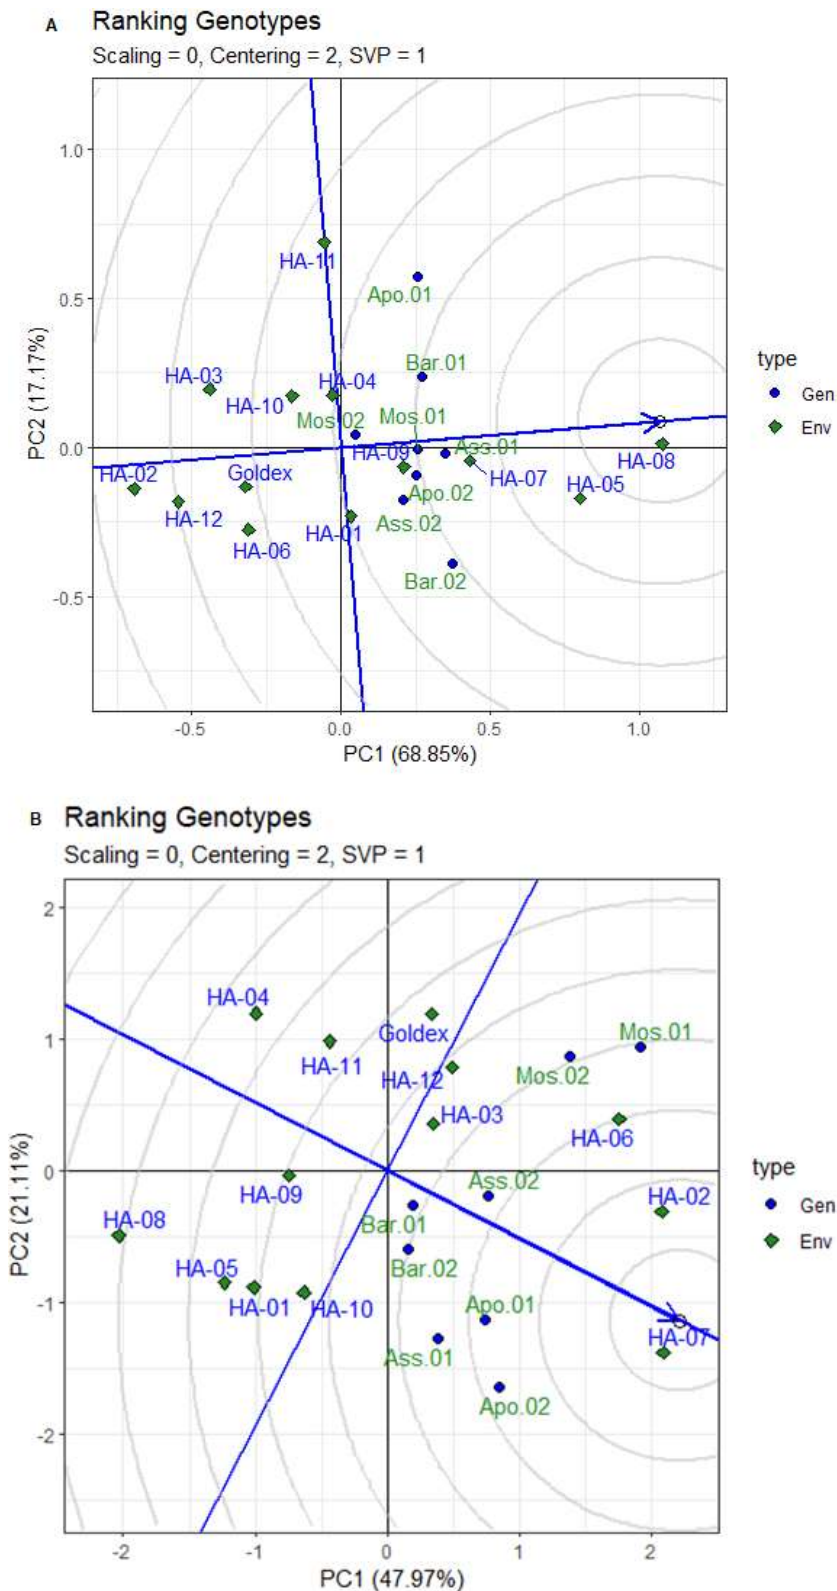 A Ranking Genotypes
Scaling = 0, Centering = 2, SVP = 1
PC2 (17.17%)
1.0
0.5
0.0
-0.5
HA-11
Apo.01
Bar.01
HA-03
HA-04
HA-10
Mos.02
Mos.01
HA-09
Ass.01
HA-08
HA-02
Goldex
HA-07
HA-05
HA-12
Apo.02
HA-01
Ass.02
HA-06
Bar.02
-0.5
0.0
0.5
1.0
PC1 (68.85%)
type
Gen
Env
B Ranking Genotypes
Scaling = 0, Centering = 2, SVP = 1
PC2 (21.11%)
2
1
0
-1
-2
HA-04
Goldex
Mos.01
HA-11
HA-12
Mos.02
HA-03
HA-06
HA-09
Ass.02
HA-02
HA-08
Bar.01
HA-05
Bar.02
HA-01
HA-10
Apo.01
HA-07
Ass.01
Apo.02
-2
-1
0
1
2
PC1 (47.97%)
type
Gen
Env